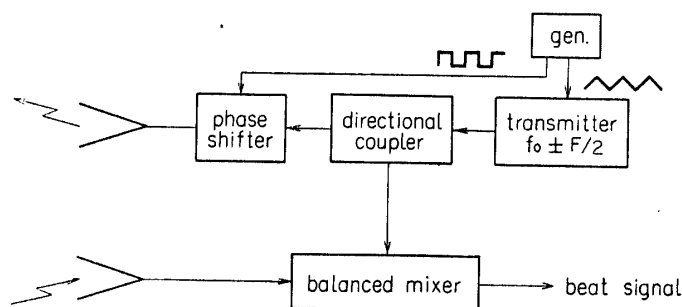 gen.
phase
shifter
directional
coupler
transmitter
f₀ ± F/2
balanced mixer
beat signal